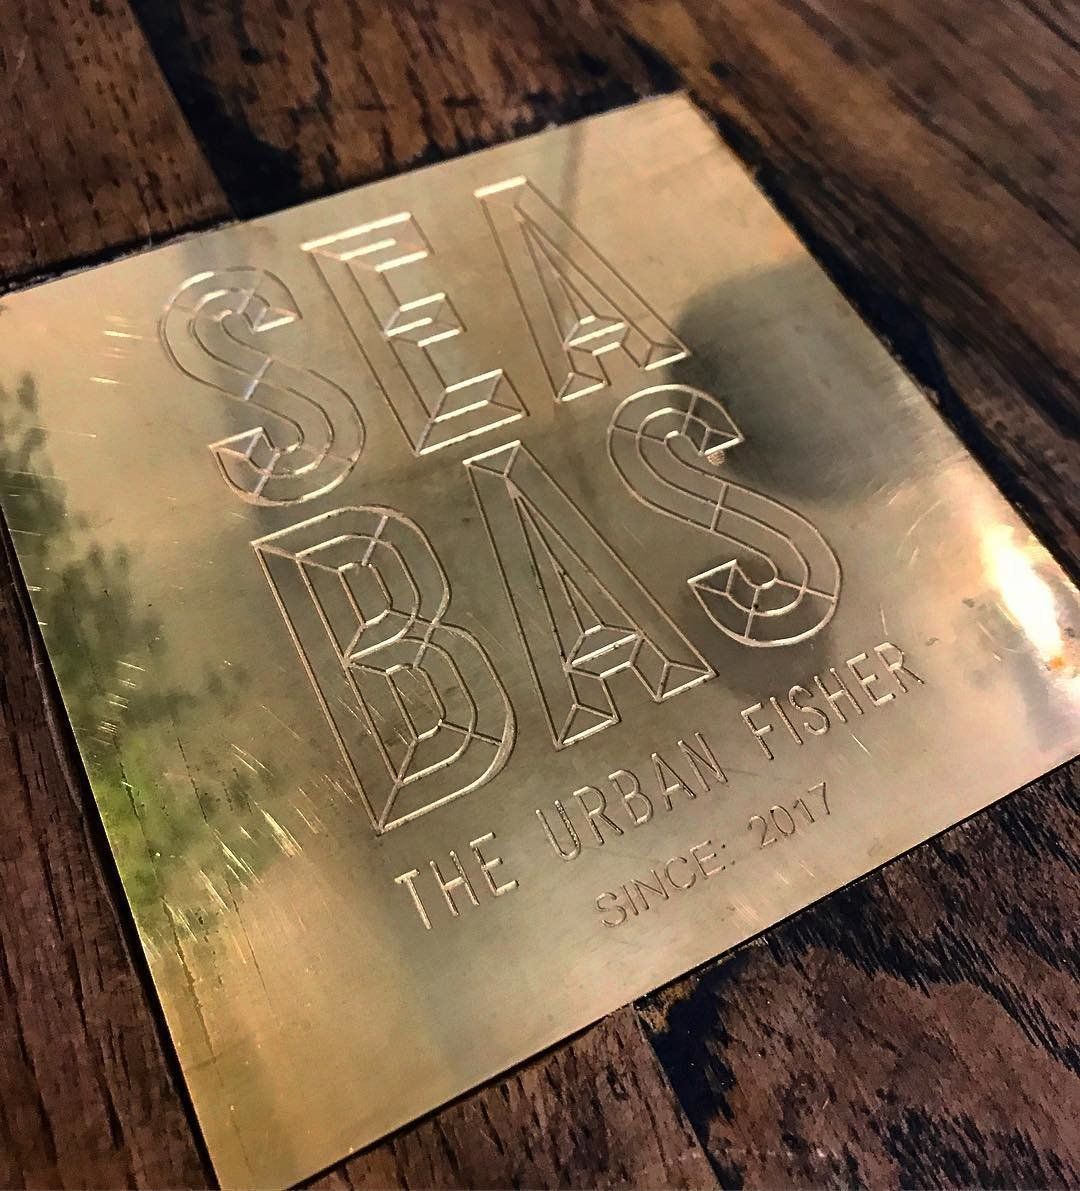 SEA
BAS
THE URBAN FISHER
SINCE: 2017